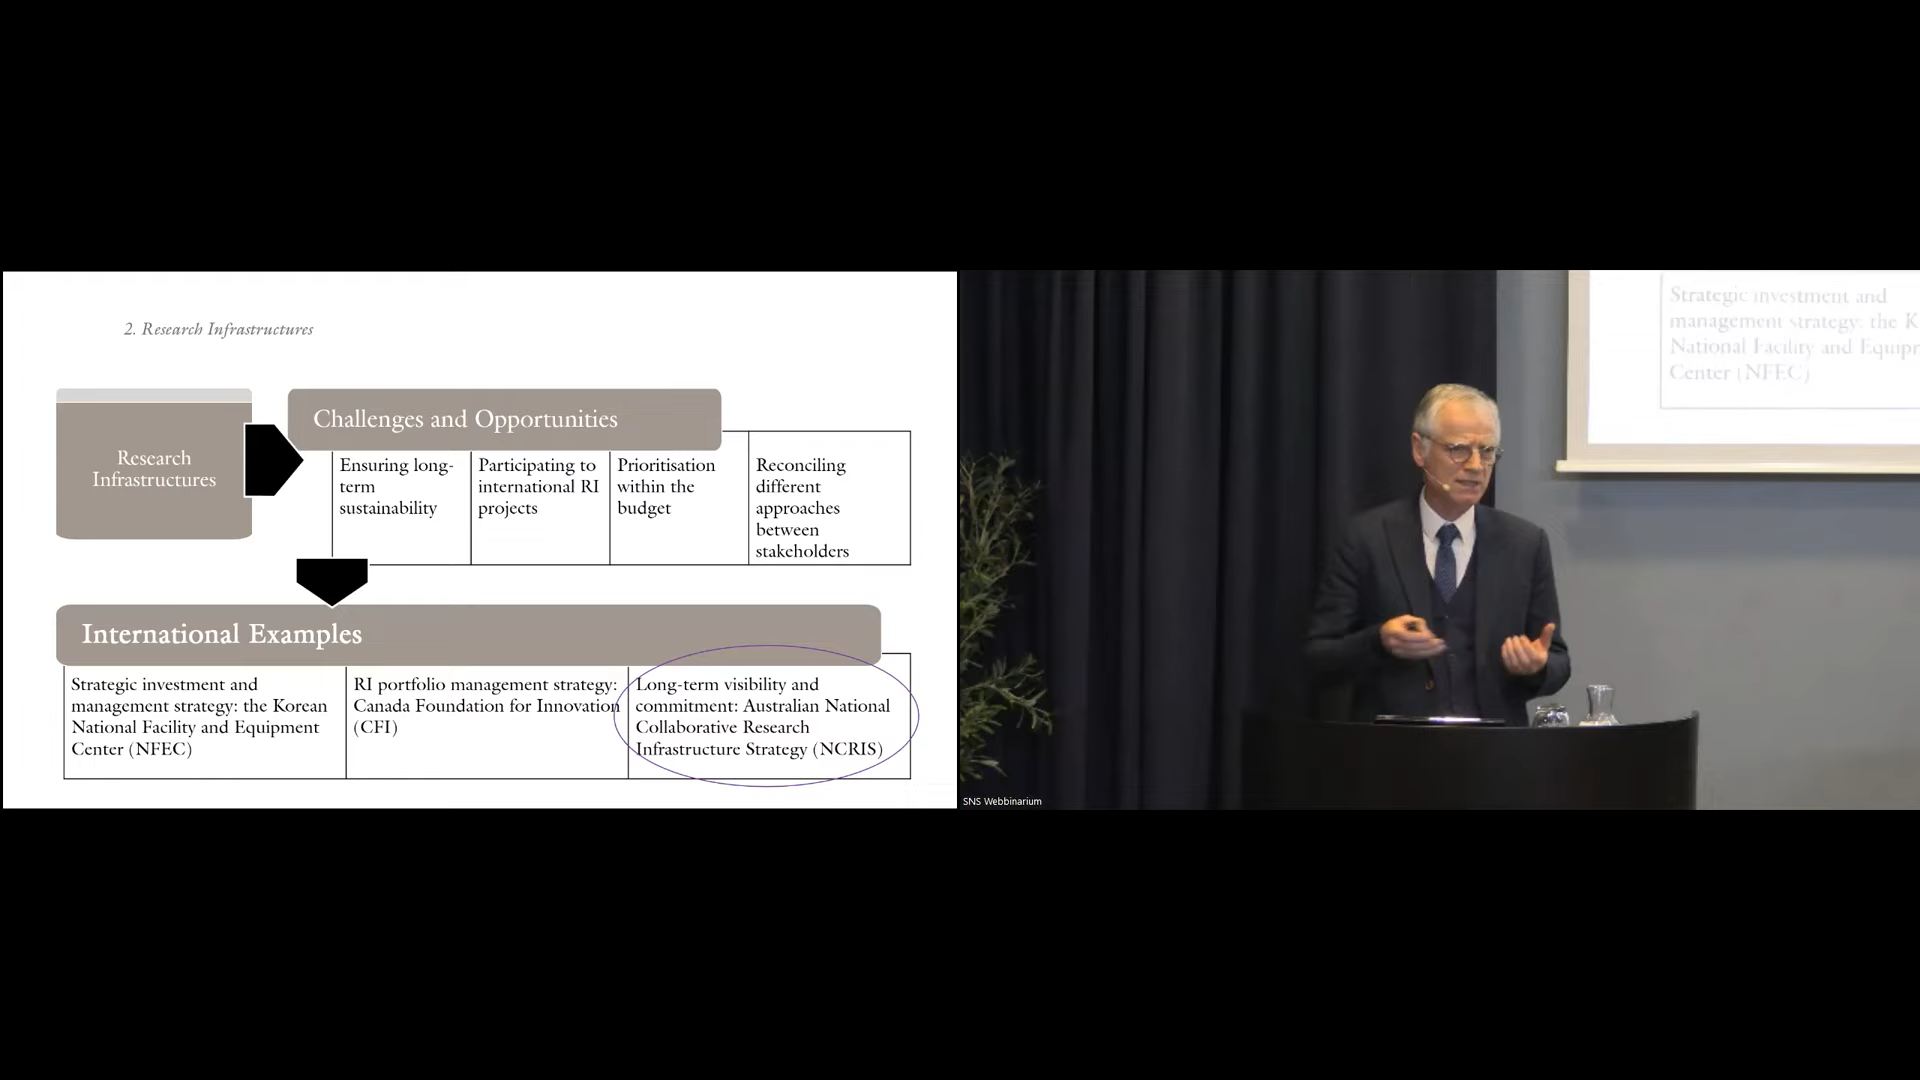 2. Research Infrastructures
Research
Infrastructures
Challenges and Opportunities
Ensuring long-
term
sustainability
Participating to
international RI
projects
Prioritisation
within the
budget
Reconciling
different
approaches
between
stakeholders
International Examples
Strategic investment and
management strategy: the Korean
National Facility and Equipment
Center (NFEC)
RI portfolio management strategy:
Canada Foundation for Innovation
(CFI)
Long-term visibility and
commitment: Australian National
Collaborative Research
Infrastructure Strategy (NCRIS)
Strategic investment and
management strategy: the K
National Facility and Equip
Center (NFEC)
SNS Webbinarium